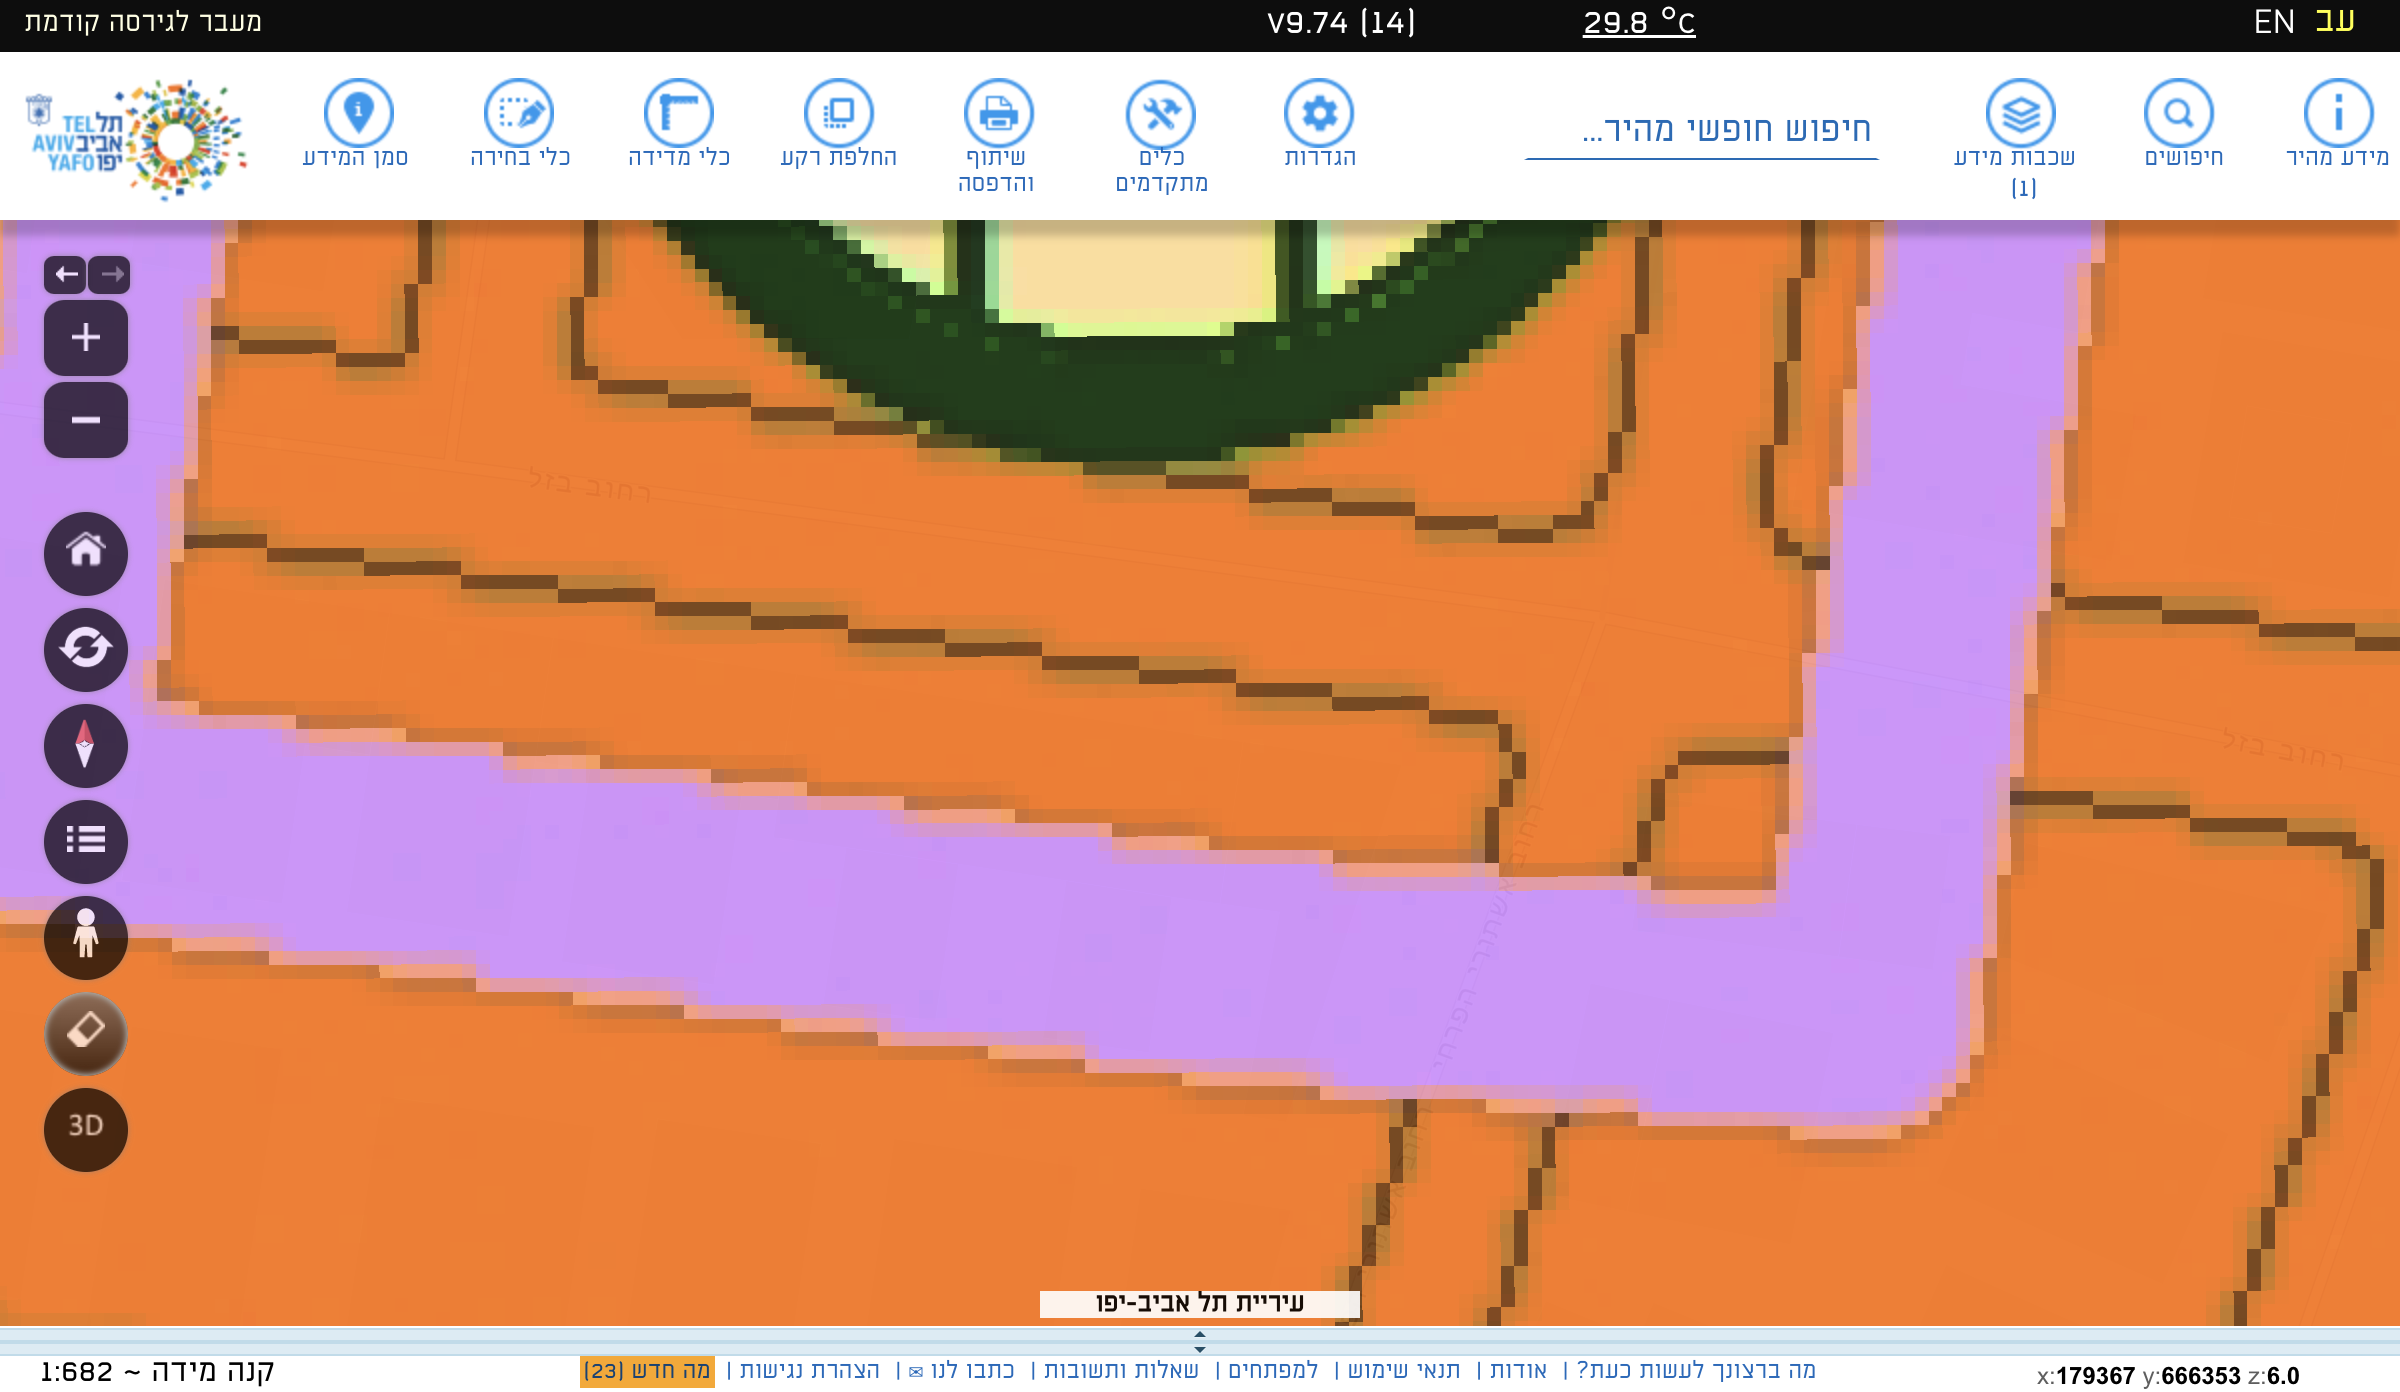 עב EN
29.8 °C
V9.74 (14)
מעבר לגירסה קודמת
מידע מהיר
חיפושים
שכבות מידע
(1)
חיפוש חופשי מהיר...
הגדרות
כלים
מתקדמים
שיתוף
והדפסה
החלפת רקע
כלי מדידה
כלי בחירה
סמן המידע
תל
אביב
יפו
TEL
AVIV
YAFO
רחוב בזל
רחוב בזל
רחוב אשתורי הפרחי
3D
עיריית תל אביב-יפו
מה ברצונך לעשות כעת? | אודות | תנאי שימוש | למפתחים | שאלות ותשובות | כתבו לנו ✉ | הצהרת נגישות | מה חדש (23)
קנה מידה ~ 1:682
x:179367 y:666353 z:6.0